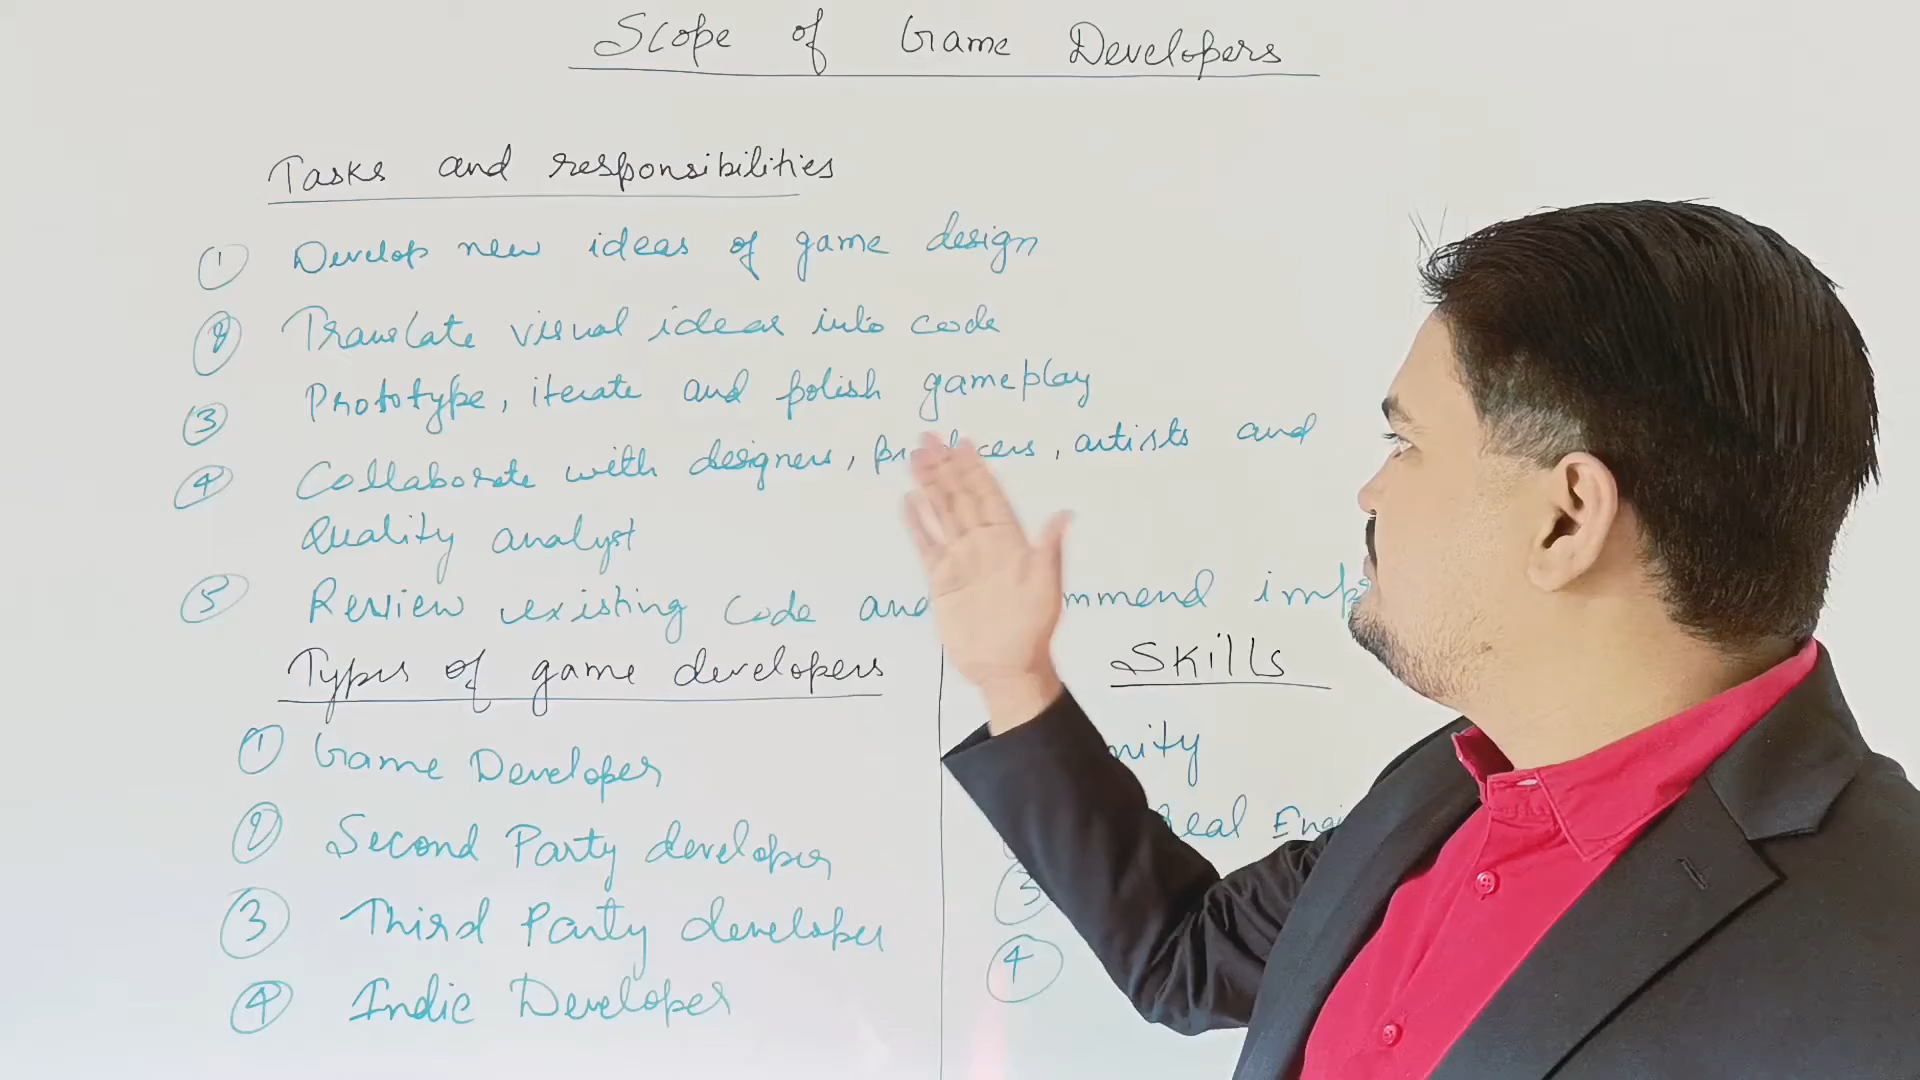 Scope of Game Developers
Tasks and responsibilities
① Develop new ideas of game design
② Translate visual ideas into code
③ Prototype, iterate and polish gameplay
④ Collaborate with designers, artists and
Quality analyst
⑤ Review existing code and
Types of game developers
① Game Developer
② Second Party developer
③ Third Party developer
④ Indie Developer
Skills
③
④